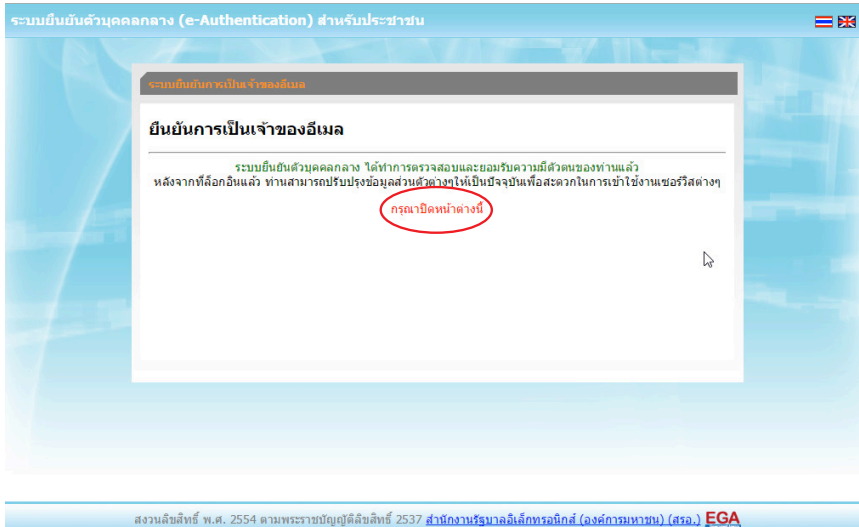 ระบบยืนยันตัวบุคคลกลาง (e-Authentication) สำหรับประชาชน
ระบบยืนยันการเป็นเจ้าของอีเมล
ยืนยันการเป็นเจ้าของอีเมล
ระบบยืนยันตัวบุคคลกลาง ได้ทำการตรวจสอบและยอมรับความมีตัวตนของท่านแล้ว
หลังจากที่ล็อกอินแล้ว ท่านสามารถปรับปรุงข้อมูลส่วนตัวต่างๆให้เป็นปัจจุบันเพื่อสะดวกในการเข้าใช้งานเซอร์วิสต่างๆ
กรุณาปิดหน้าต่างนี้
สงวนลิขสิทธิ์ พ.ศ. 2554 ตามพระราชบัญญัติลิขสิทธิ์ 2537 สำนักงานรัฐบาลอิเล็กทรอนิกส์ (องค์การมหาชน) (สรอ.) EGA